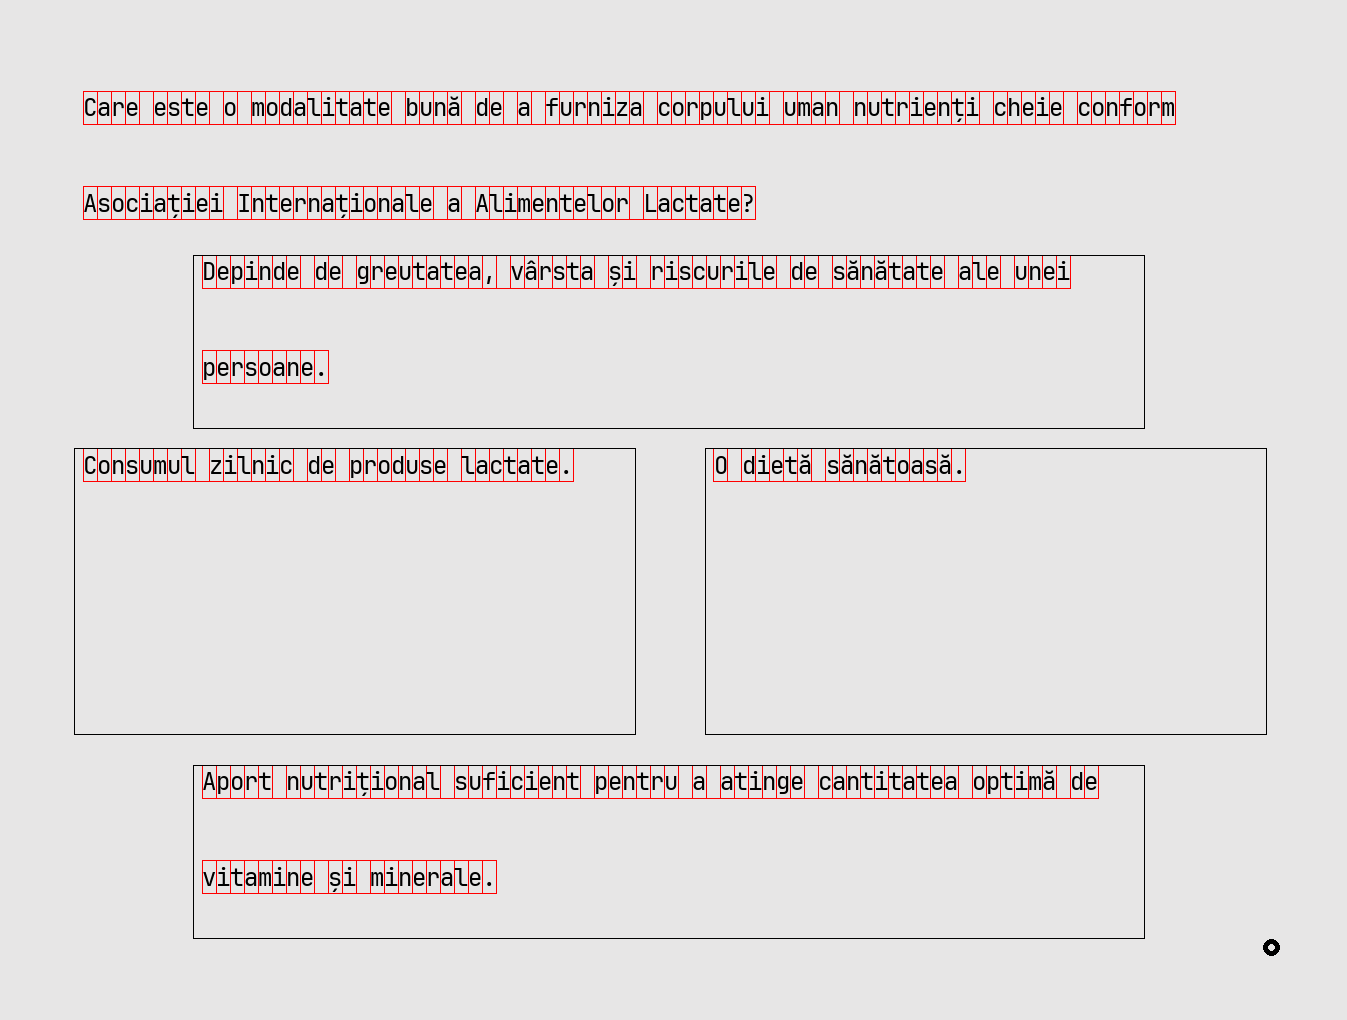 Care este o modalitate bună de a furniza corpului uman nutrienți cheie conform
Asociației Internaționale a Alimentelor Lactate?
Depinde de greutatea, vârsta și riscurile de sănătate ale unei
persoane.
Consumul zilnic de produse lactate.
O dietă sănătoasă.
Aport nutrițional suficient pentru a atinge cantitatea optimă de
vitamine și minerale.